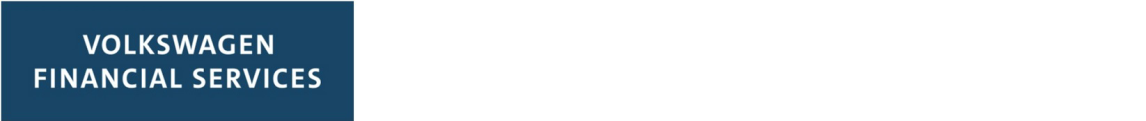 VOLKSWAGEN
FINANCIAL SERVICES